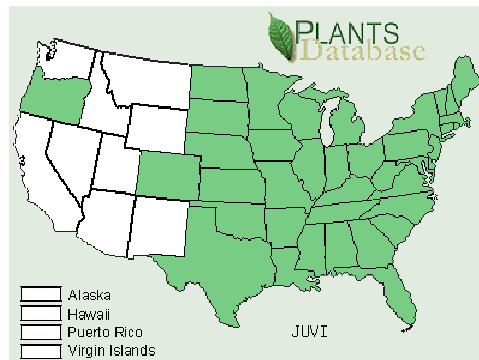 PLANTS
Database
Alaska
Hawaii
Puerto Rico
Virgin Islands
JUVI